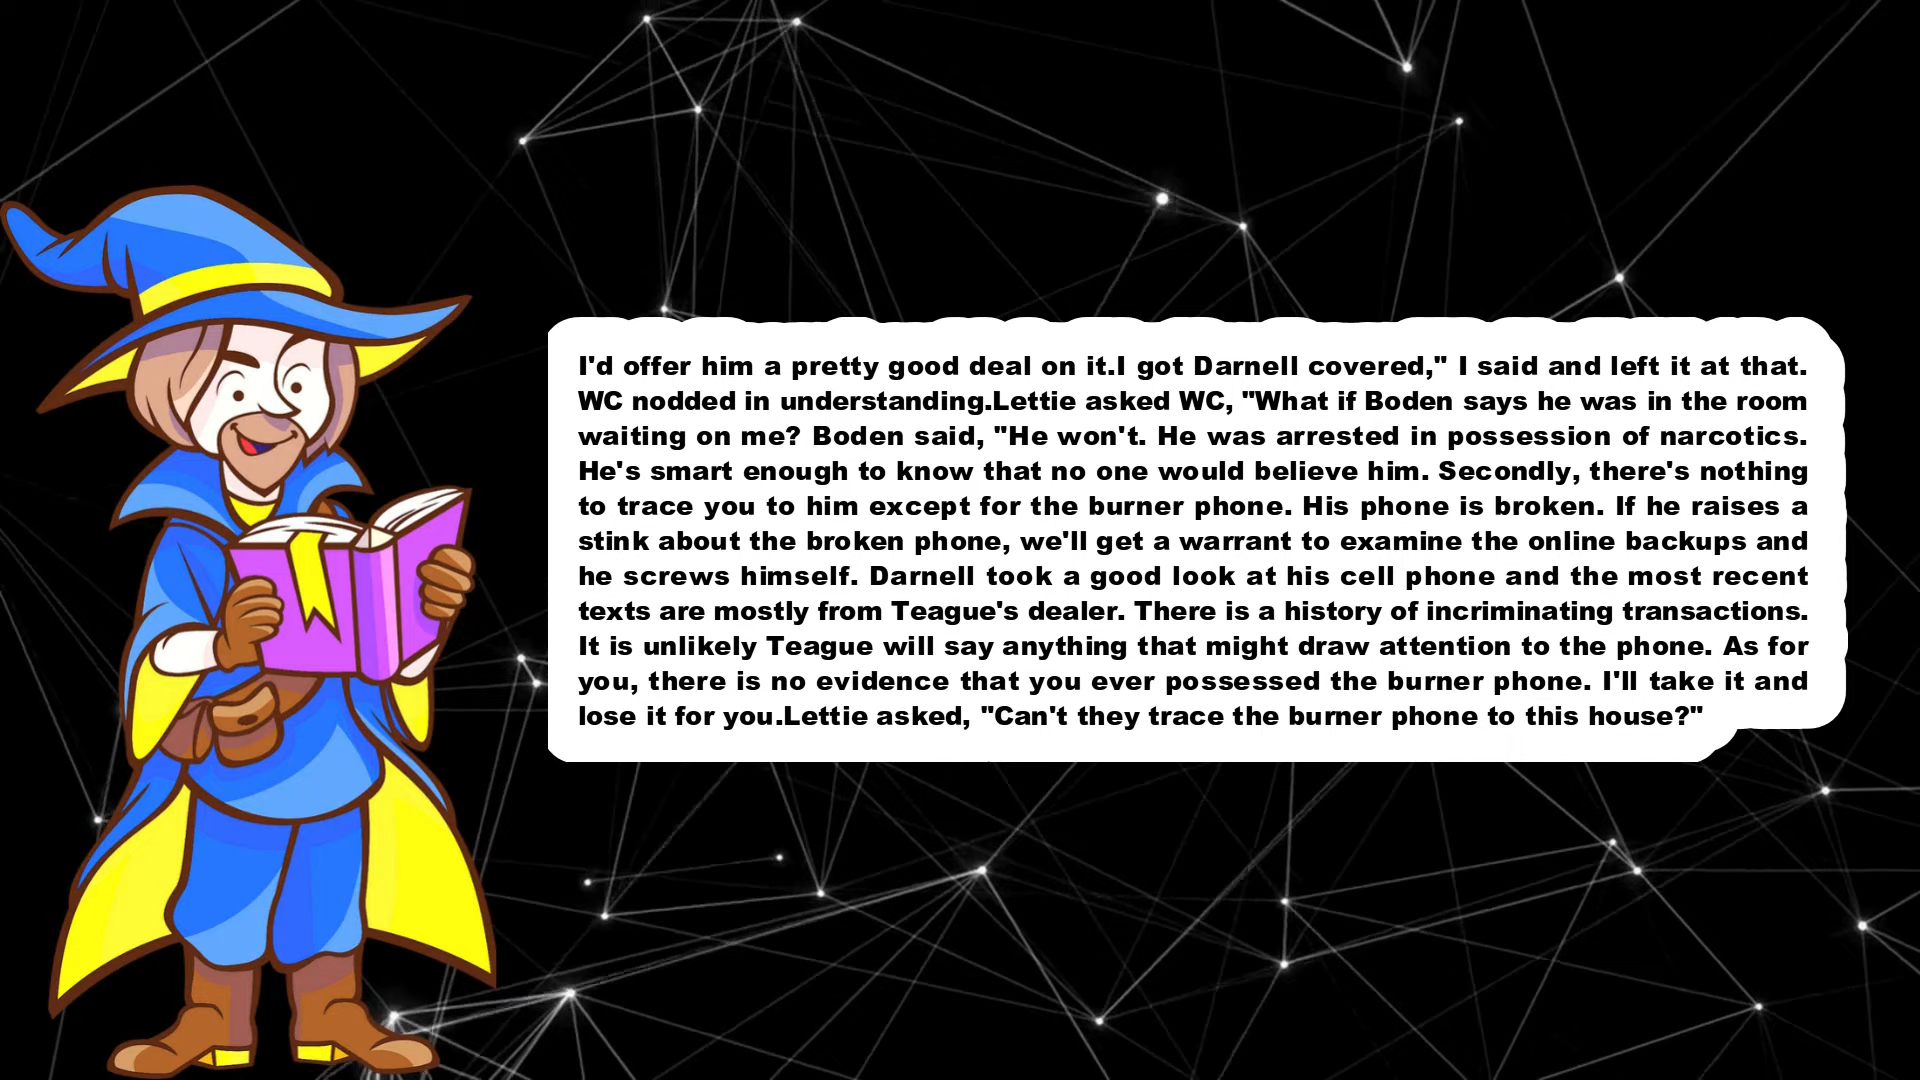 I'd offer him a pretty good deal on it.I got Darnell covered," I said and left it at that.
WC nodded in understanding.Lettie asked WC, "What if Boden says he was in the room
waiting on me? Boden said, "He won't. He was arrested in possession of narcotics.
He's smart enough to know that no one would believe him. Secondly, there's nothing
to trace you to him except for the burner phone. His phone is broken. If he raises a
stink about the broken phone, we'll get a warrant to examine the online backups and
he screws himself. Darnell took a good look at his cell phone and the most recent
texts are mostly from Teague's dealer. There is a history of incriminating transactions.
It is unlikely Teague will say anything that might draw attention to the phone. As for
you, there is no evidence that you ever possessed the burner phone. I'll take it and
lose it for you.Lettie asked, "Can't they trace the burner phone to this house?"